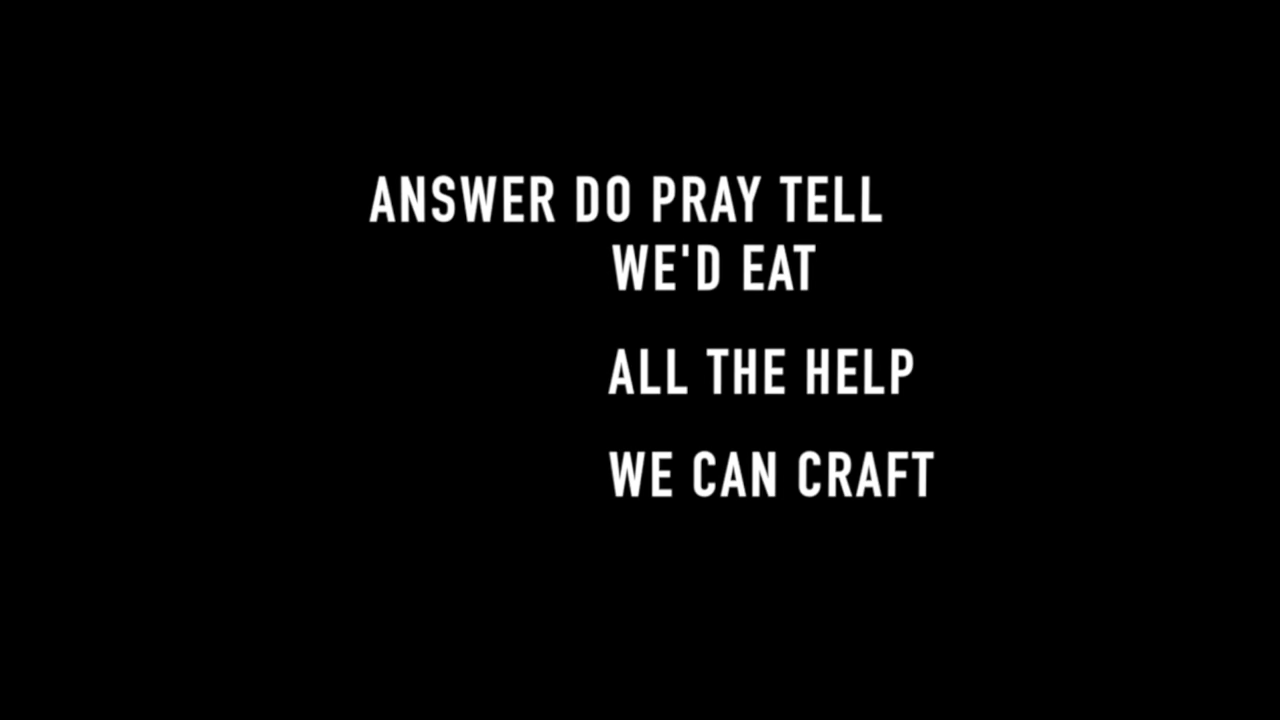 ANSWER DO PRAY TELL
WE'D EAT
ALL THE HELP
WE CAN CRAFT